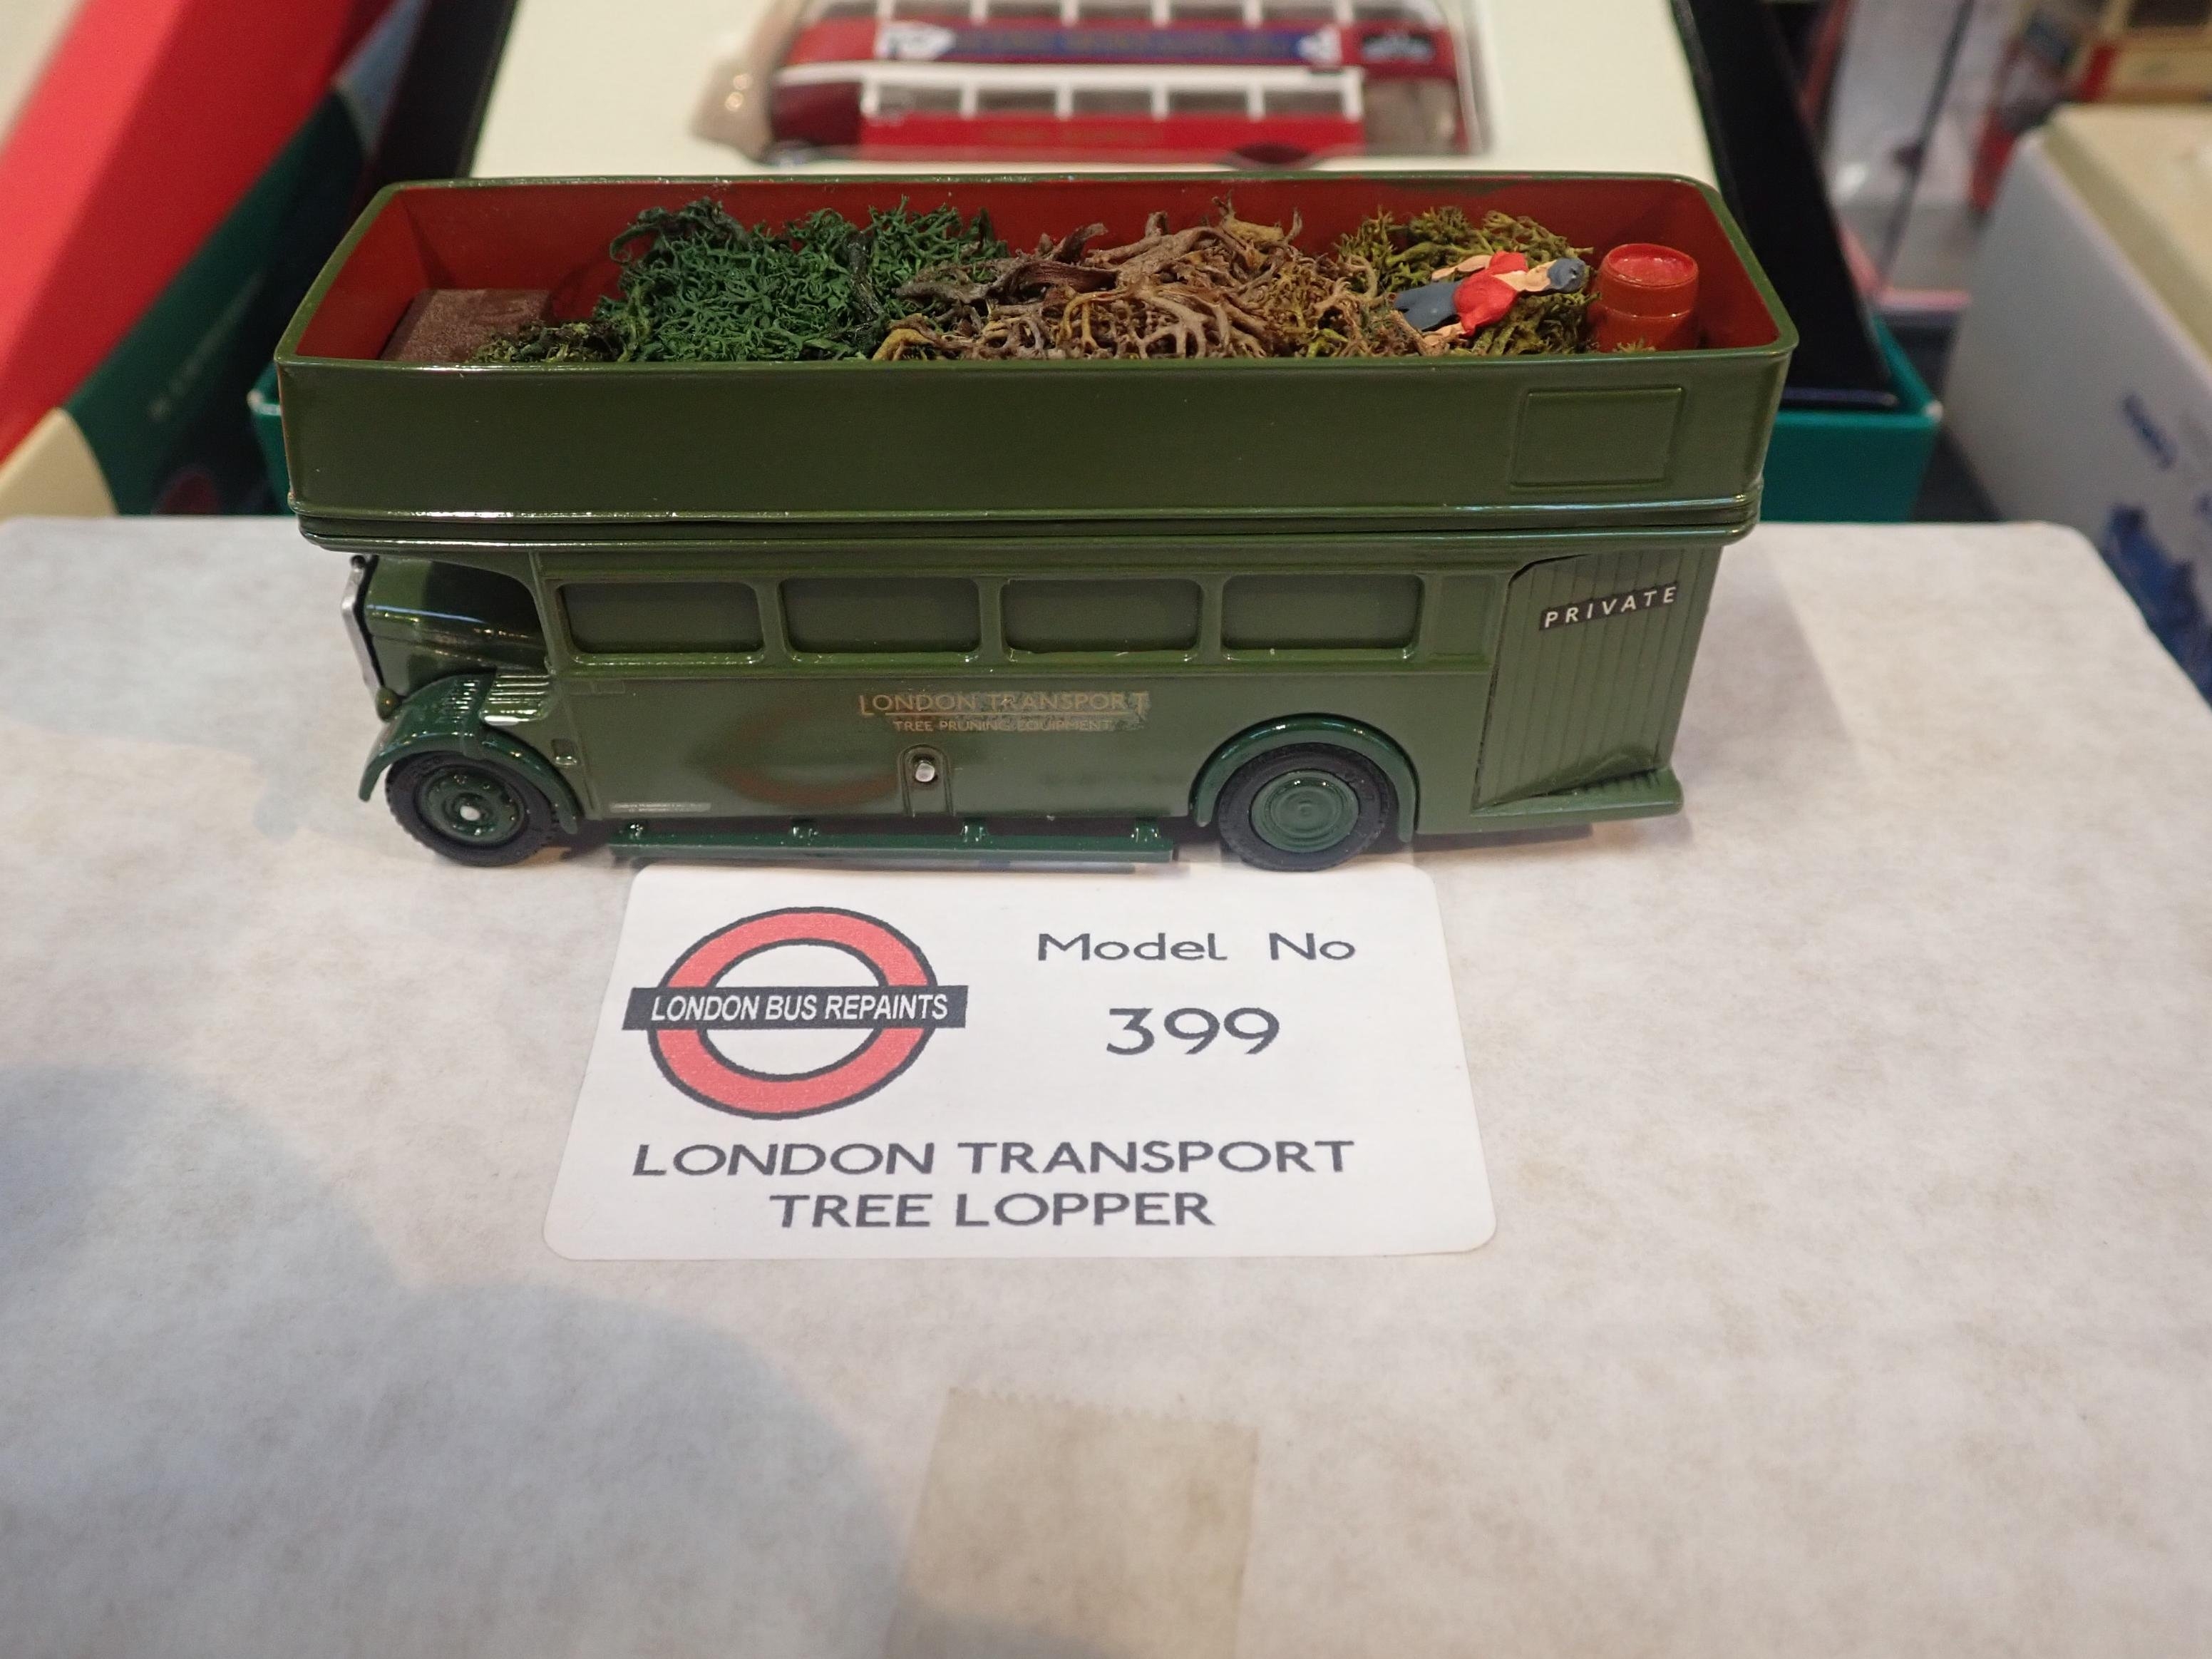 PRIVATE
LONDON TRANSPORT
TREE PRUNING EQUIPMENT
LONDON BUS REPAINTS
Model No
399
LONDON TRANSPORT
TREE LOPPER